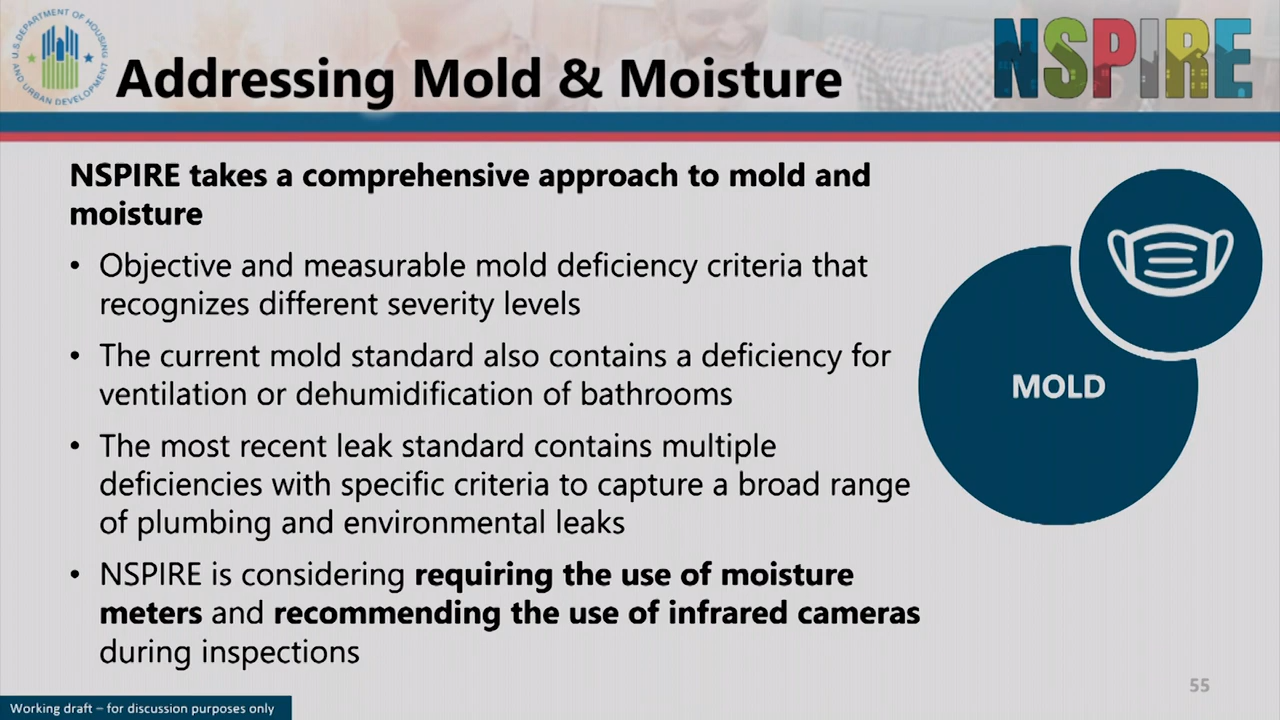 U.S. DEPARTMENT OF HOUSING
AND URBAN DEVELOPMENT
Addressing Mold & Moisture
NSPIRE
NSPIRE takes a comprehensive approach to mold and
moisture
• Objective and measurable mold deficiency criteria that
recognizes different severity levels
• The current mold standard also contains a deficiency for
ventilation or dehumidification of bathrooms
• The most recent leak standard contains multiple
deficiencies with specific criteria to capture a broad range
of plumbing and environmental leaks
• NSPIRE is considering requiring the use of moisture
meters and recommending the use of infrared cameras
during inspections
MOLD
55
Working draft – for discussion purposes only